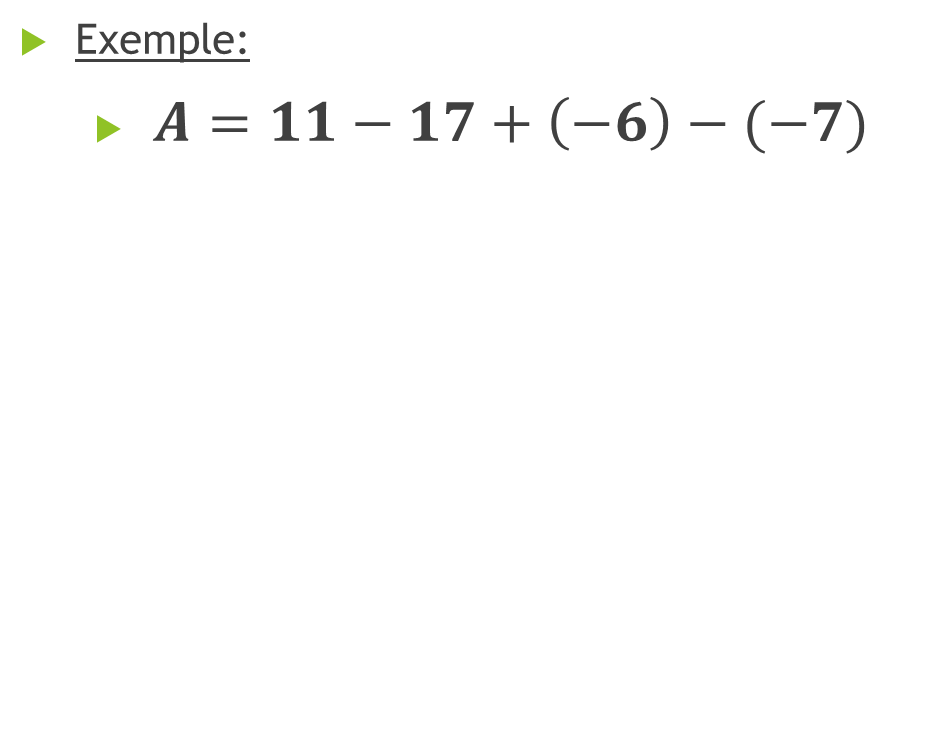 Exemple:
A = 11 − 17 + (−6) − (−7)